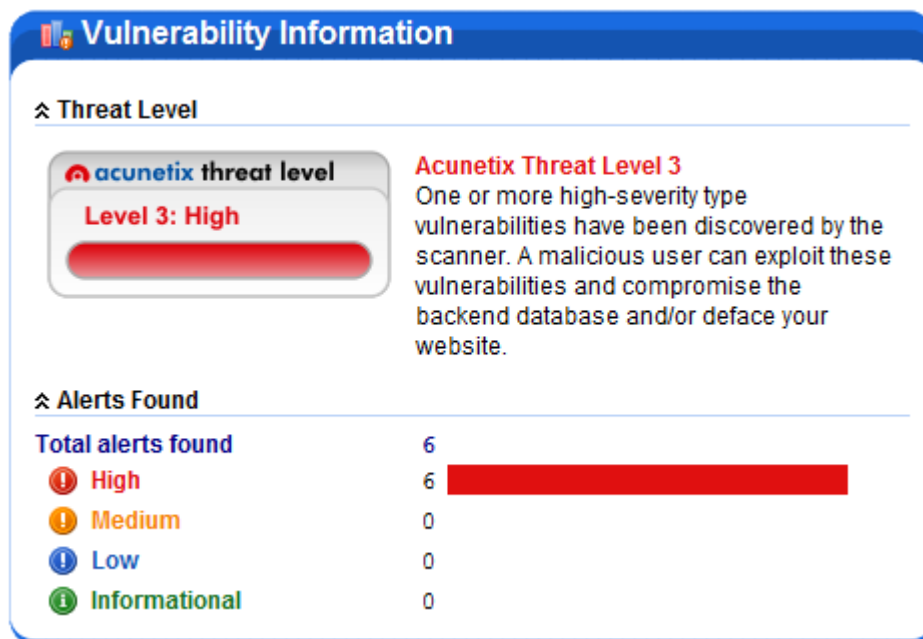 Vulnerability Information
Threat Level
acunetix threat level
Level 3: High
Acunetix Threat Level 3
One or more high-severity type
vulnerabilities have been discovered by the
scanner. A malicious user can exploit these
vulnerabilities and compromise the
backend database and/or deface your
website.
Alerts Found
Total alerts found 6
High 6
Medium 0
Low 0
Informational 0